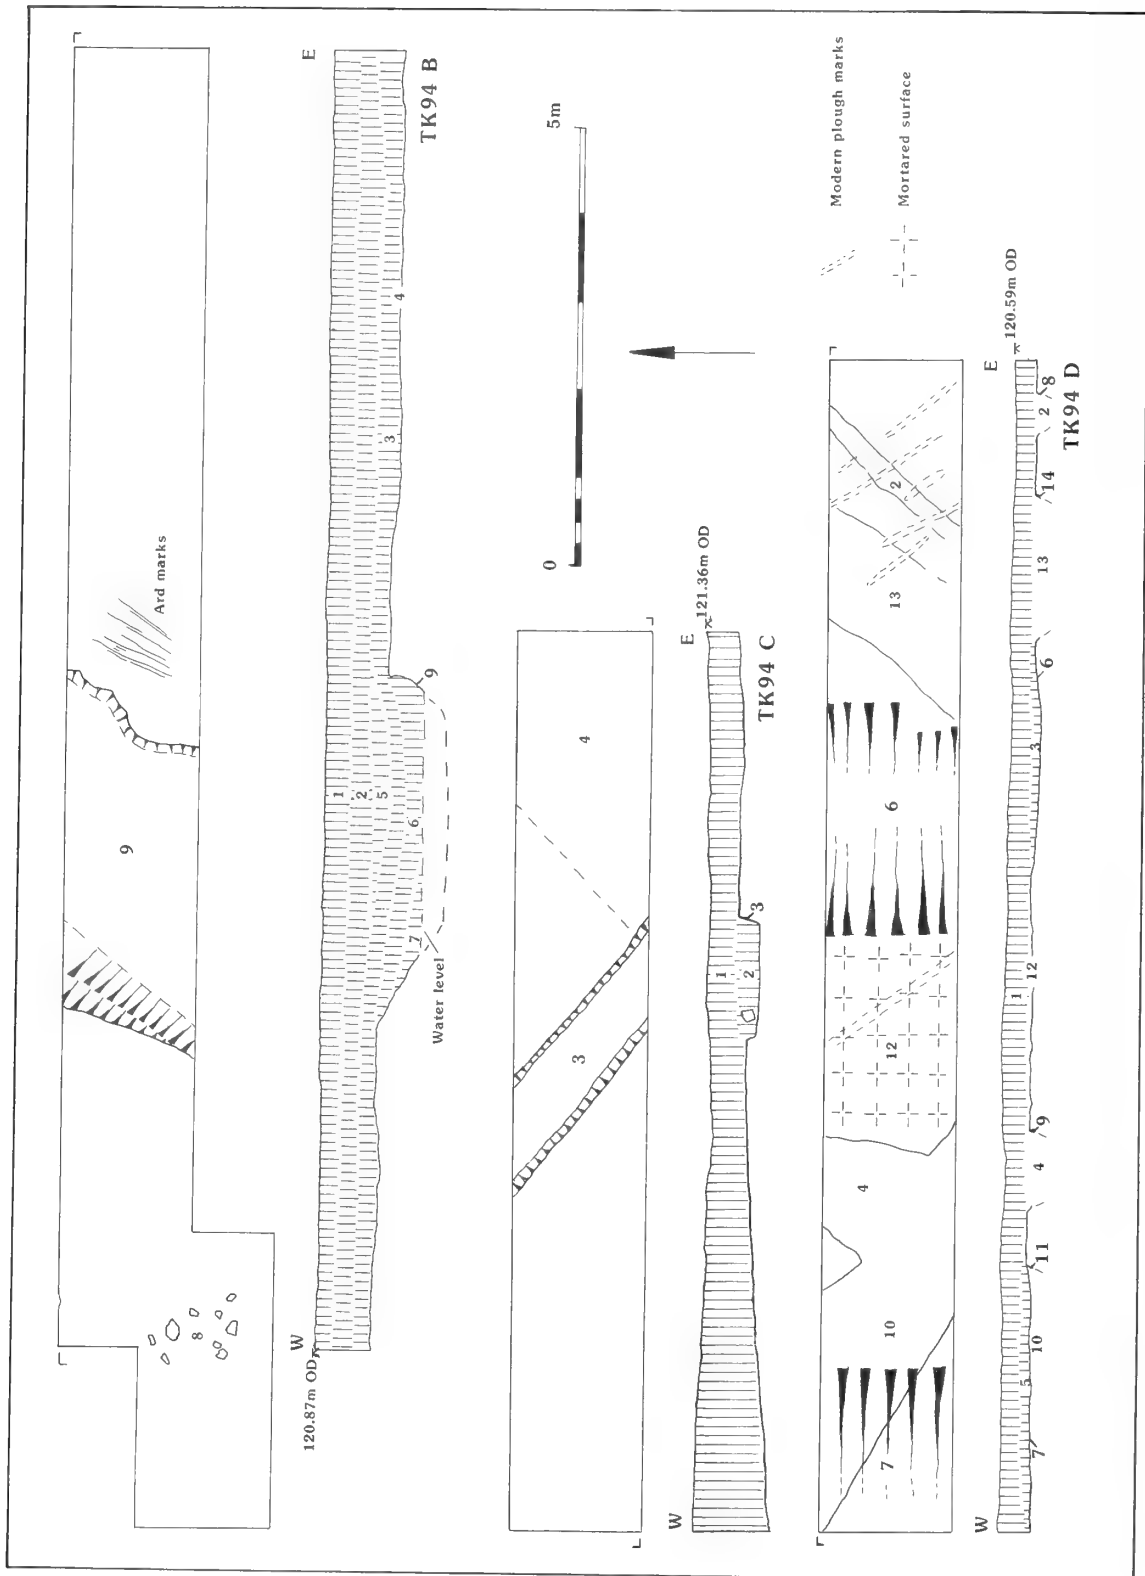 Ard marks
9
8
E
W
120.87m OD
1
2
5
6
7
9
3
4
Water level
TK94 B
0
5m
4
3
E
W
121.36m OD
1
2
3
TK94 C
Modern plough marks
Mortared surface
2
13
6
12
4
10
7
E
W
120.59m OD
8
2
14
13
6
3
12
1
9
4
11
10
5
7
TK94 D